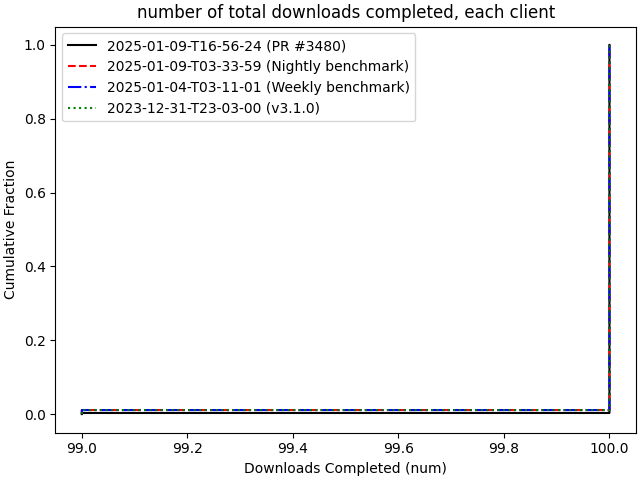 number of total downloads completed, each client
2025-01-09-T16-56-24 (PR #3480)
2025-01-09-T03-33-59 (Nightly benchmark)
2025-01-04-T03-11-01 (Weekly benchmark)
2023-12-31-T23-03-00 (v3.1.0)
Cumulative Fraction
1.0
0.8
0.6
0.4
0.2
0.0
99.0 99.2 99.4 99.6 99.8 100.0
Downloads Completed (num)